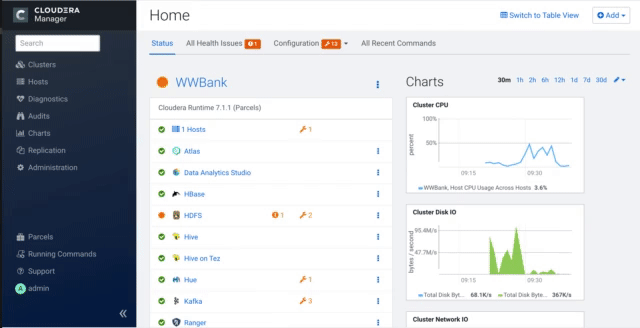 CLOUDERA
Manager
Search
Clusters
Hosts
Diagnostics
Audits
Charts
Replication
Administration
Parcels
Running Commands
Support
A admin
«
Home
Switch to Table View
Add
Status
All Health Issues 1
Configuration 12
All Recent Commands
WWBank
Cloudera Runtime 7.1.1 (Parcels)
1 Hosts 1
Atlas
Data Analytics Studio
HBase
HDFS 1 2
Hive
Hive on Tez
Hue 1
Kafka 3
Ranger
Charts
30m 1h 2h 6h 12h 1d 7d 30d
Cluster CPU
percent
100%
50%
09:15 09:30
WWBank, Host CPU Usage Across Hosts 3.6%
Cluster Disk IO
bytes / second
95.4M/s
47.7M/s
09:15 09:30
Total Disk Byt... 68.1K/s Total Disk Byte... 367K/s
Cluster Network IO